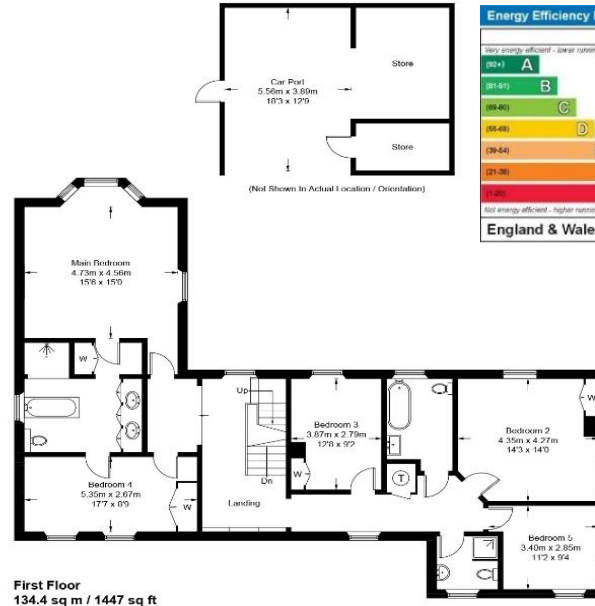 Energy Efficiency
Very energy efficient - lower
(92+) A
(81-91) B
(69-80) C
(55-68) D
(39-54)
(21-38)
(1-20)
Not energy efficient - higher
England & Wale
Car Port
5.56m x 3.89m
18'3 x 12'9
Store
Store
(Not Shown In Actual Location / Orientation)
Main Bedroom
4.73m x 4.56m
15'6 x 15'0
W
Up
Bedroom 3
3.87m x 2.79m
12'8 x 9'2
W
T
Bedroom 2
4.35m x 4.27m
14'3 x 14'0
W
Bedroom 4
5.35m x 2.67m
17'7 x 8'9
W
Dn
Landing
Bedroom 5
3.40m x 2.85m
11'2 x 9'4
First Floor
134.4 sq m / 1447 sq ft